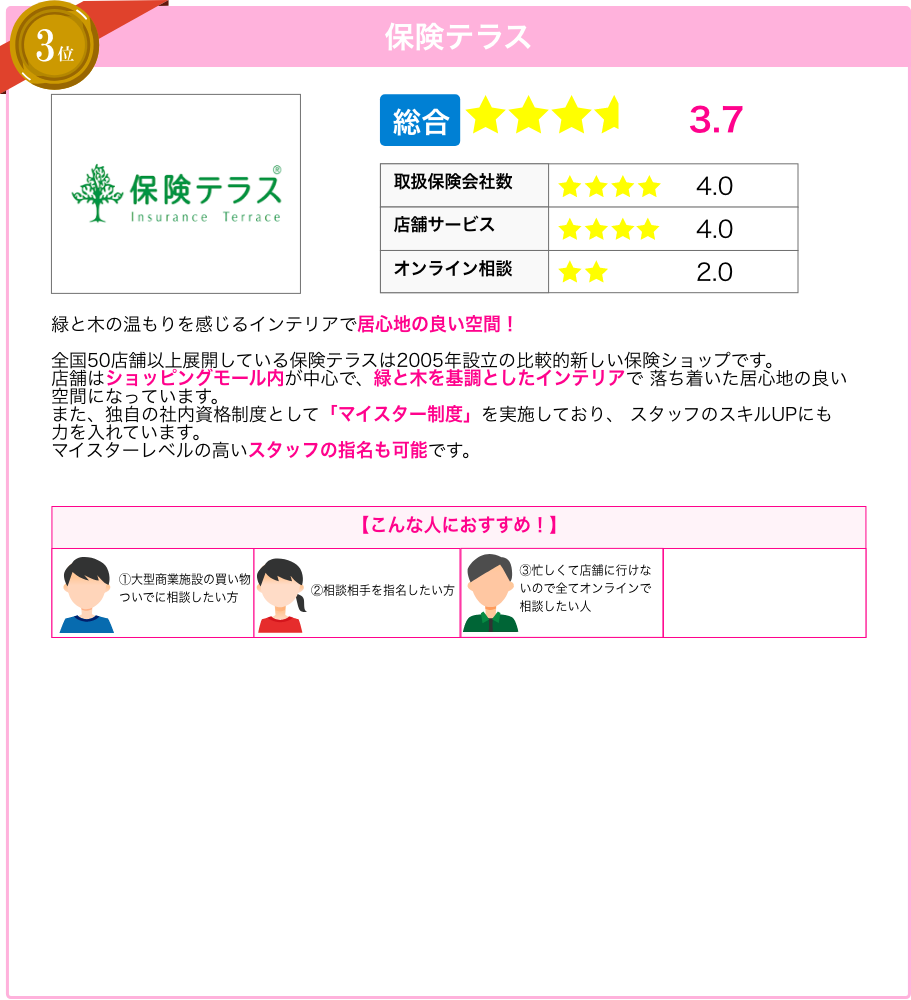 3位
保険テラス
保険テラス®
Insurance Terrace
総合 3.7
取扱保険会社数 4.0
店舗サービス 4.0
オンライン相談 2.0
緑と木の温もりを感じるインテリアで居心地の良い空間！
全国50店舗以上展開している保険テラスは2005年設立の比較的新しい保険ショップです。
店舗はショッピングモール内が中心で、緑と木を基調としたインテリアで 落ち着いた居心地の良い
空間になっています。
また、独自の社内資格制度として「マイスター制度」を実施しており、 スタッフのスキルUPにも
力を入れています。
マイスターレベルの高いスタッフの指名も可能です。
【こんな人におすすめ！】
①大型商業施設の買い物
ついでに相談したい方
②相談相手を指名したい方
③忙しくて店舗に行けな
いので全てオンラインで
相談したい人